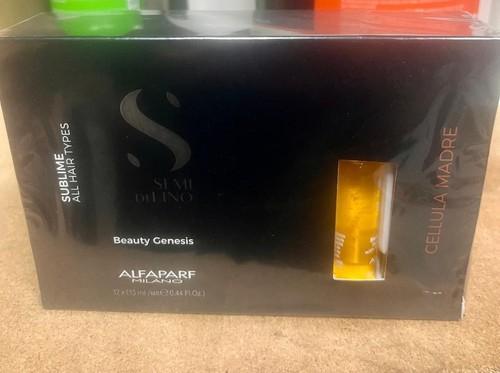 SUBLIME
ALL HAIR TYPES
SEMI
DI LINO
Beauty Genesis
ALFAPARF
MILANO
CELLULA MADRE